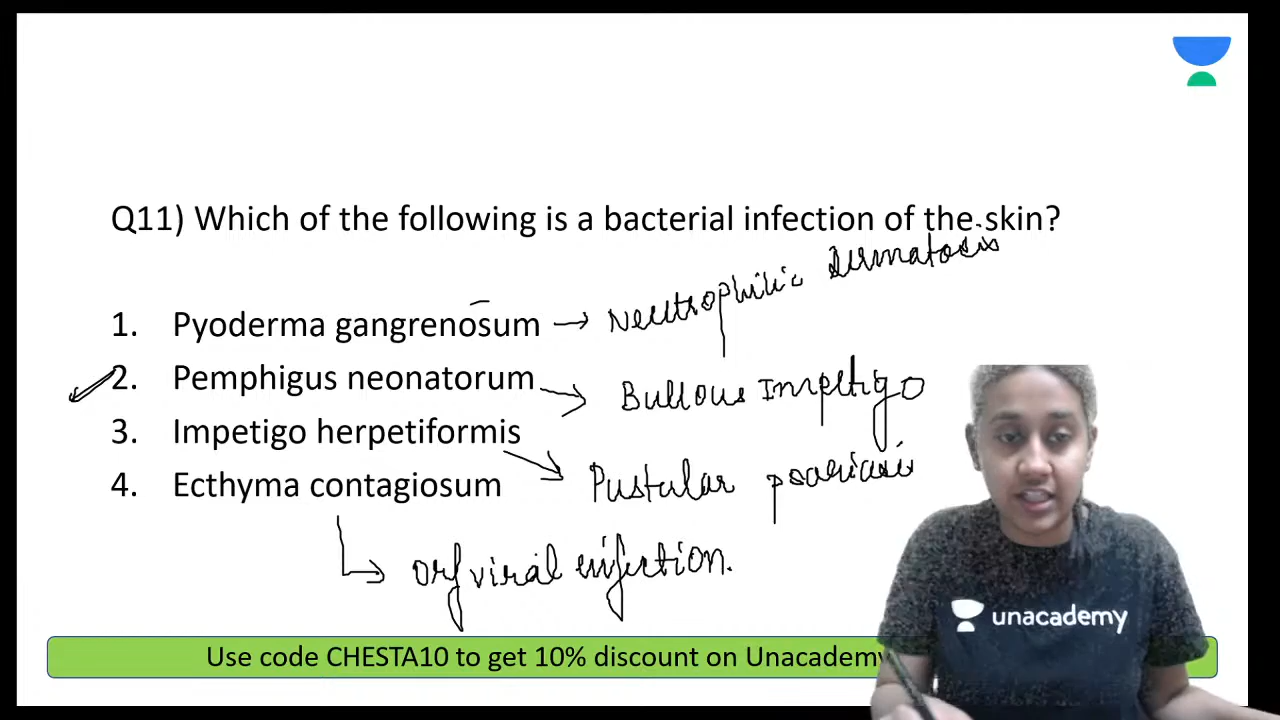 Q11) Which of the following is a bacterial infection of the skin?
1. Pyoderma gangrenosum → Neutrophilic Dermatosis
2. Pemphigus neonatorum → Bullous Impetigo
3. Impetigo herpetiformis → Pustular psoriasis
4. Ecthyma contagiosum
Orf viral infection.
unacademy
Use code CHESTA10 to get 10% discount on Unacademy